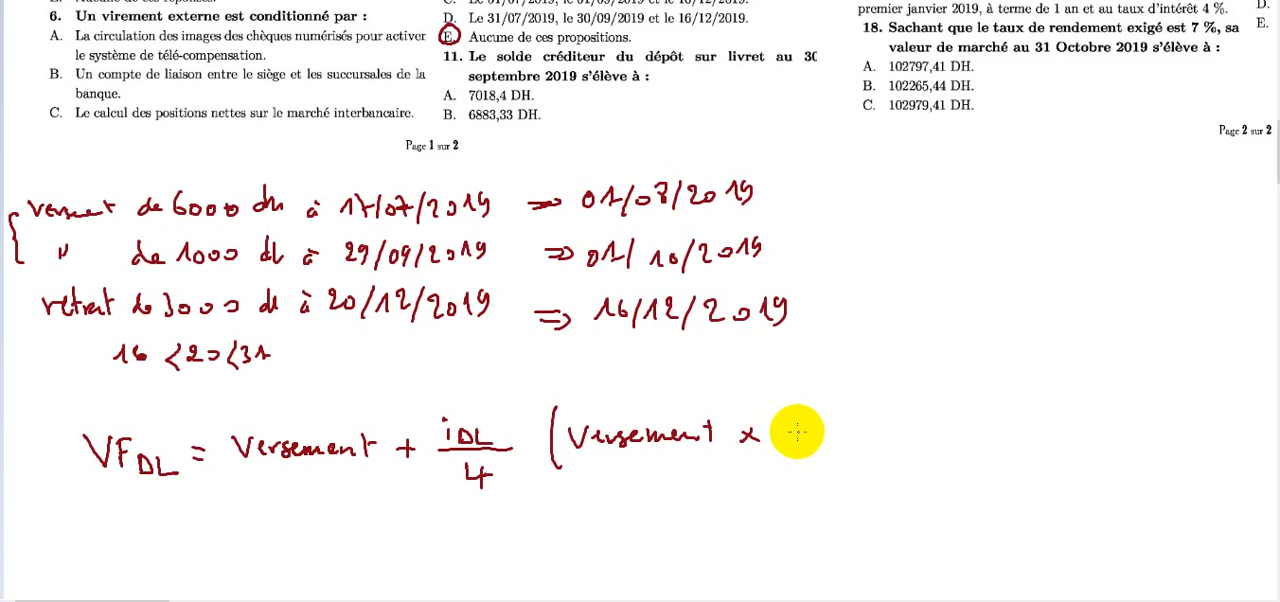 6. Un virement externe est conditionné par :
A. La circulation des images des chèques numérisés pour activer
le système de télé-compensation.
B. Un compte de liaison entre le siège et les succursales de la
banque.
C. Le calcul des positions nettes sur le marché interbancaire.
D. Le 31/07/2019, le 30/09/2019 et le 16/12/2019.
E. Aucune de ces propositions.
11. Le solde créditeur du dépôt sur livret au 30
septembre 2019 s'élève à :
A. 7018,4 DH.
B. 6883,33 DH.
Page 1 sur 2
premier janvier 2019, à terme de 1 an et au taux d'intérêt 4 %.
18. Sachant que le taux de rendement exigé est 7 %, sa
valeur de marché au 31 Octobre 2019 s'élève à :
A. 102797,41 DH.
B. 102265,44 DH.
C. 102979,41 DH.
D.
E.
Page 2 sur 2
de 6000 dh à 17/07/2019 => 01/08/2019
" de 1000 dh à 29/09/2019 => 01/10/2019
retrait de 3000 dh à 20/12/2019 => 16/12/2019
16 <20<31
VF DL = Versement + iDL/4 (Versement x